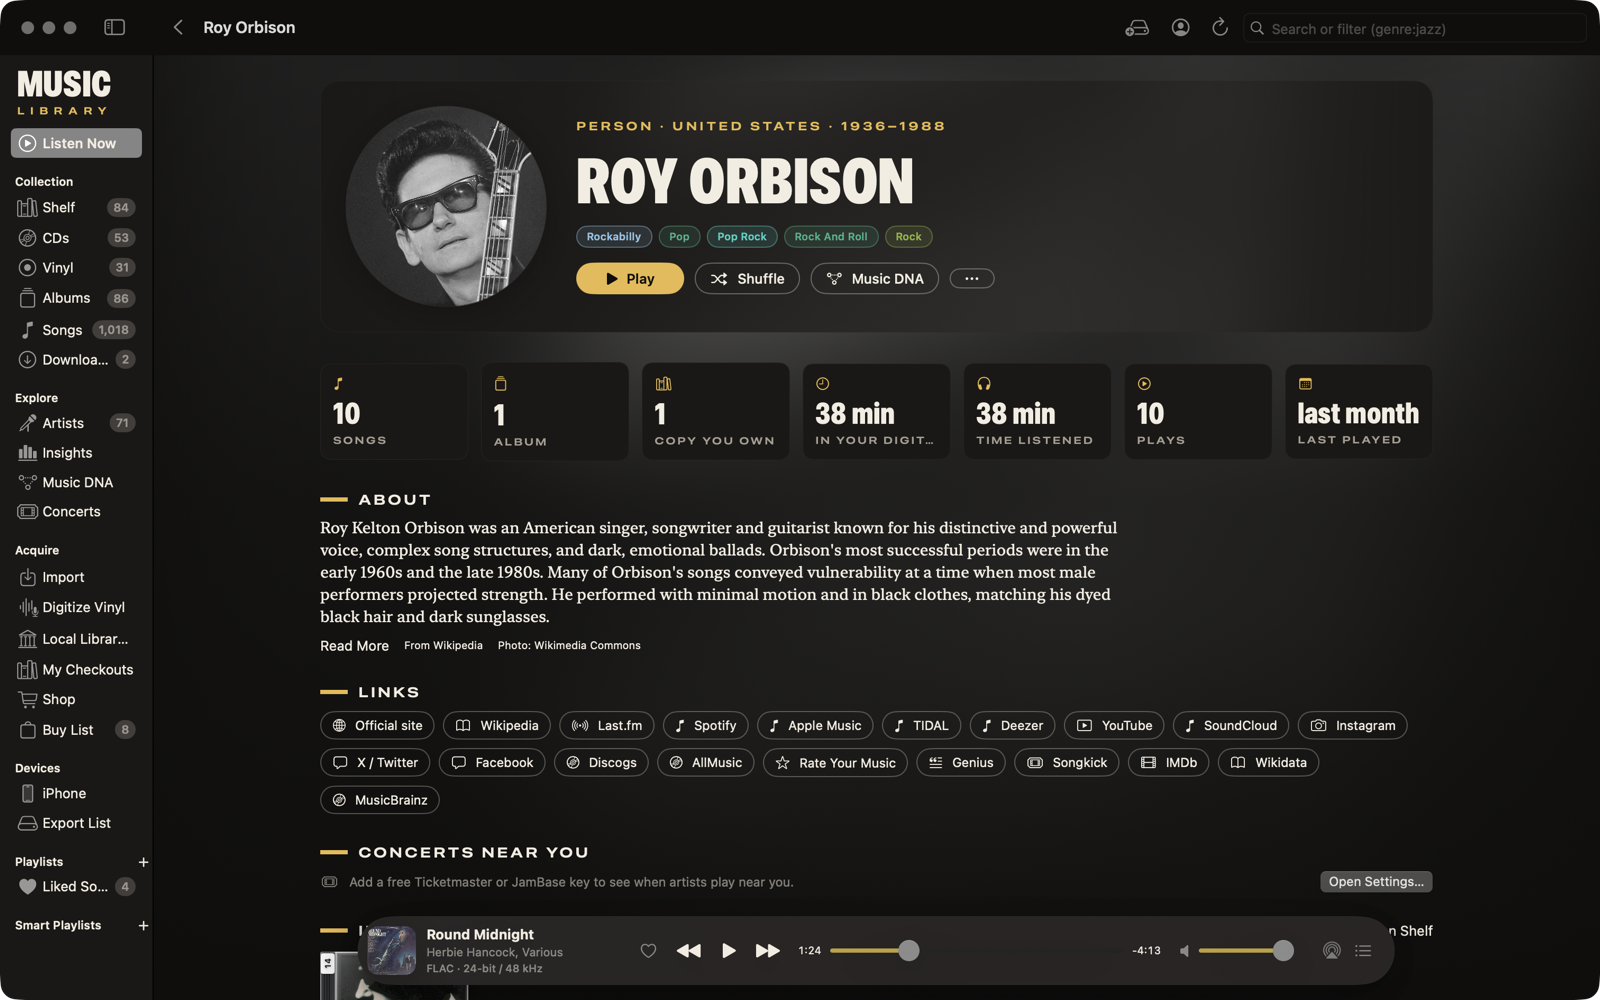 Roy Orbison
Search or filter (genre:jazz)
MUSIC
LIBRARY
Listen Now
Collection
Shelf 84
CDs 53
Vinyl 31
Albums 86
Songs 1,018
Downloa... 2
Explore
Artists 71
Insights
Music DNA
Concerts
Acquire
Import
Digitize Vinyl
Local Librar...
My Checkouts
Shop
Buy List 8
Devices
iPhone
Export List
Playlists +
Liked So... 4
Smart Playlists +
PERSON · UNITED STATES · 1936–1988
ROY ORBISON
Rockabilly Pop Pop Rock Rock And Roll Rock
Play Shuffle Music DNA ...
10 1 1 38 min 38 min 10 last month
SONGS ALBUM COPY YOU OWN IN YOUR DIGIT... TIME LISTENED PLAYS LAST PLAYED
ABOUT
Roy Kelton Orbison was an American singer, songwriter and guitarist known for his distinctive and powerful
voice, complex song structures, and dark, emotional ballads. Orbison's most successful periods were in the
early 1960s and the late 1980s. Many of Orbison's songs conveyed vulnerability at a time when most male
performers projected strength. He performed with minimal motion and in black clothes, matching his dyed
black hair and dark sunglasses.
Read More From Wikipedia Photo: Wikimedia Commons
LINKS
Official site Wikipedia Last.fm Spotify Apple Music TIDAL Deezer YouTube SoundCloud Instagram
X / Twitter Facebook Discogs AllMusic Rate Your Music Genius Songkick IMDb Wikidata
MusicBrainz
CONCERTS NEAR YOU
Add a free Ticketmaster or JamBase key to see when artists play near you.
Open Settings...
n Shelf
14
Round Midnight
Herbie Hancock, Various
FLAC · 24-bit / 48 kHz
1:24 -4:13